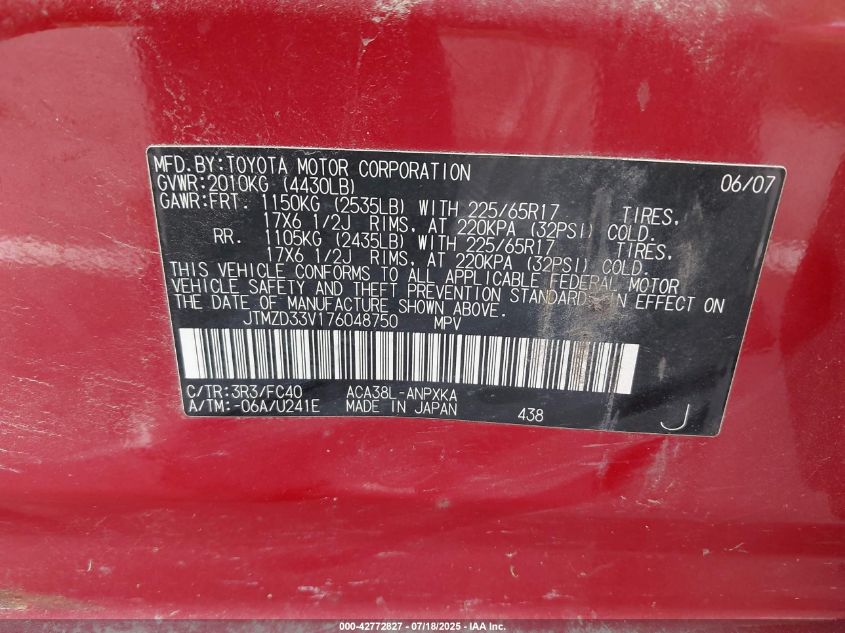 MFD.BY:TOYOTA MOTOR CORPORATION 06/07
GVWR:2010KG (4430LB)
GAWR:FRT. 1150KG (2535LB) WITH 225/65R17 TIRES,
17X6 1/2J RIMS, AT 220KPA (32PSI) COLD.
RR. 1105KG (2435LB) WITH 225/65R17 TIRES,
17X6 1/2J RIMS, AT 220KPA (32PSI) COLD.
THIS VEHICLE CONFORMS TO ALL APPLICABLE FEDERAL MOTOR
VEHICLE SAFETY AND THEFT PREVENTION STANDARDS IN EFFECT ON
THE DATE OF MANUFACTURE SHOWN ABOVE.
JTMZD33V176048750 MPV
C/TR:3R3/FC40 ACA38L-ANPXKA
A/TM:-06A/U241E MADE IN JAPAN 438 J
000-42772827 - 07/18/2025 - IAA Inc.